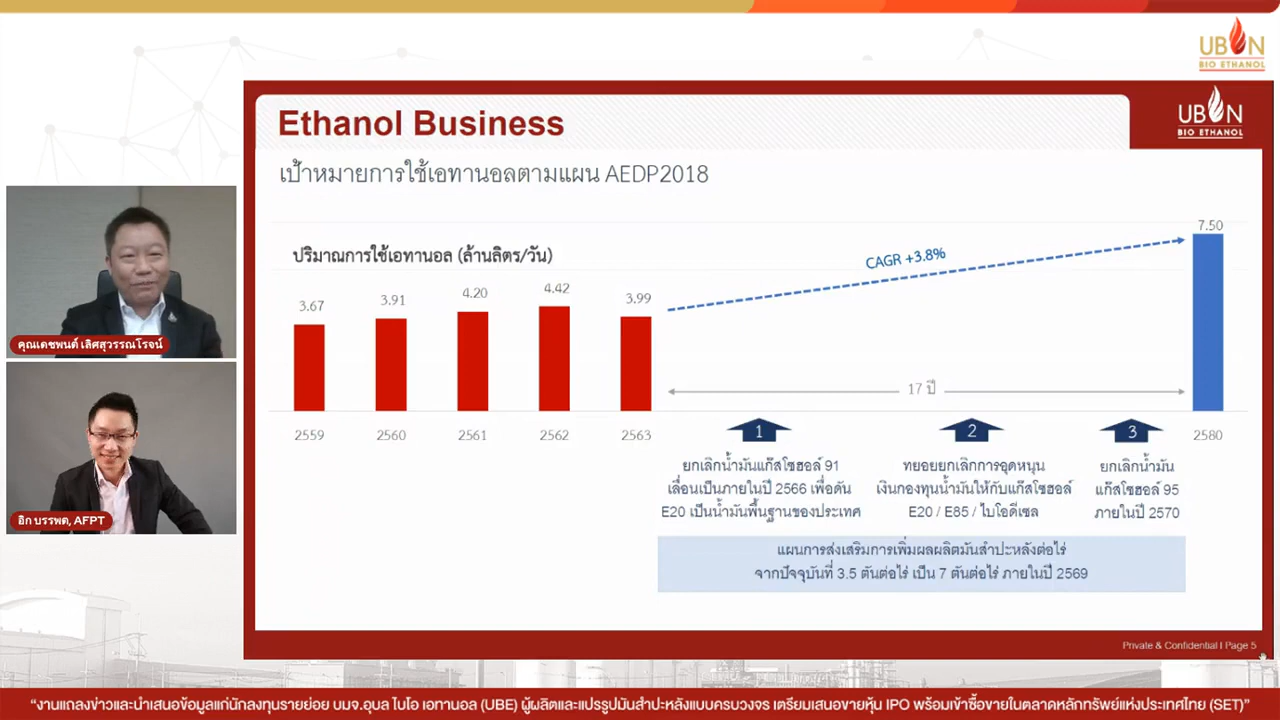 UBON
BIO ETHANOL
UBON
BIO ETHANOL
Ethanol Business
เป้าหมายการใช้เอทานอลตามแผน AEDP2018
ปริมาณการใช้เอทานอล (ล้านลิตร/วัน)
CAGR +3.8%
3.67
3.91
4.20
4.42
3.99
7.50
17 ปี
2559
2560
2561
2562
2563
2580
1
ยกเลิกน้ำมันแก๊สโซฮอล์ 91
เลื่อนเป็นภายในปี 2566 เพื่อดัน
E20 เป็นน้ำมันพื้นฐานของประเทศ
2
ทยอยยกเลิกการอุดหนุน
เงินกองทุนน้ำมันให้กับแก๊สโซฮอล์
E20 / E85 / ไบโอดีเซล
3
ยกเลิกน้ำมัน
แก๊สโซฮอล์ 95
ภายในปี 2570
แผนการส่งเสริมการเพิ่มผลผลิตมันสำปะหลังต่อไร่
จากปัจจุบันที่ 3.5 ตันต่อไร่ เป็น 7 ตันต่อไร่ ภายในปี 2569
Private & Confidential | Page 5
คุณเดชพนต์ เลิศสุวรรณโรจน์
อิก บรรพต, AFPT
“งานแถลงข่าวและนำเสนอข้อมูลแก่นักลงทุนรายย่อย บมจ.อุบล ไบโอ เอทานอล (UBE) ผู้ผลิตและแปรรูปมันสำปะหลังแบบครบวงจร เตรียมเสนอขายหุ้น IPO พร้อมเข้าซื้อขายในตลาดหลักทรัพย์แห่งประเทศไทย (SET)”